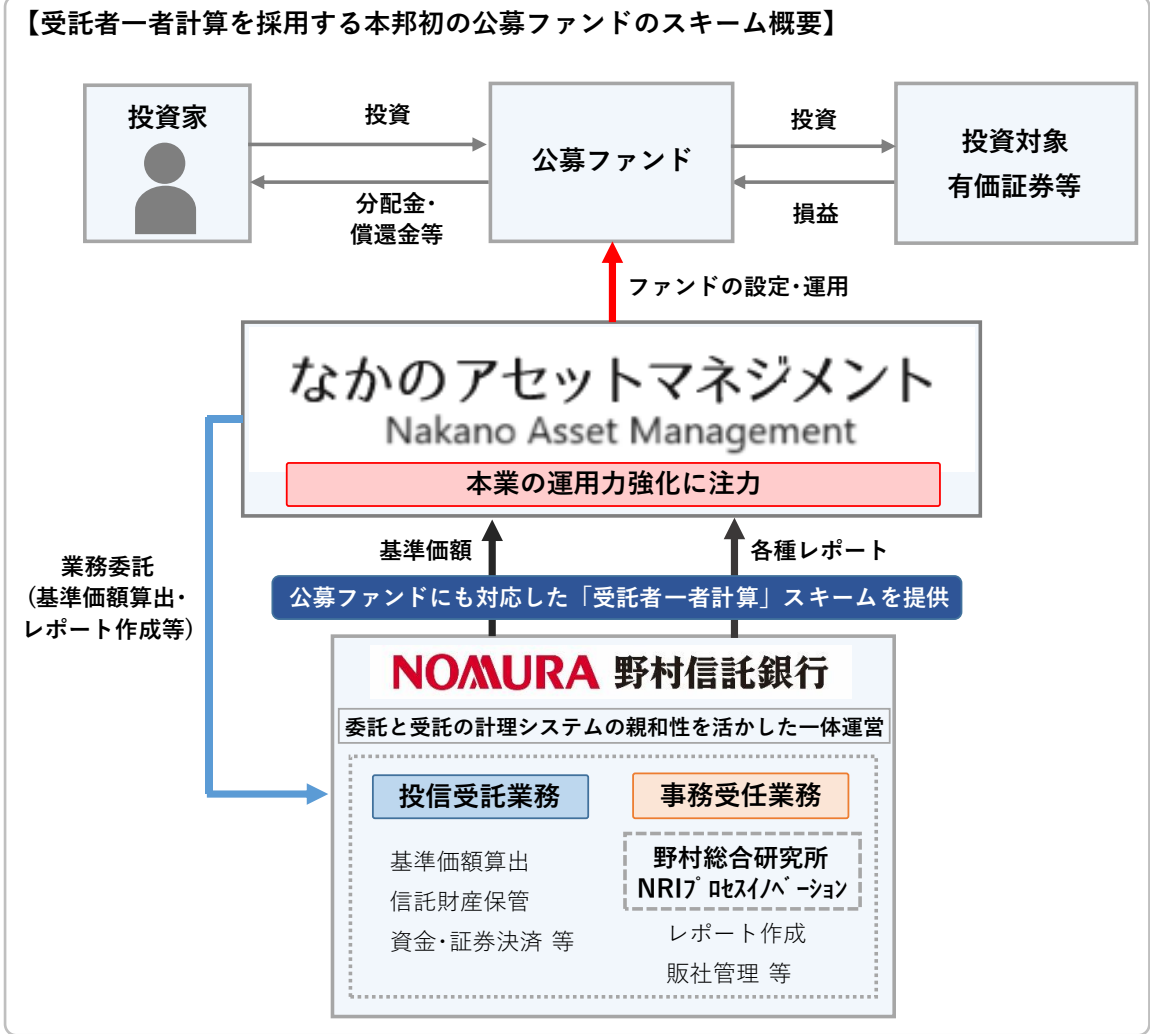 【受託者一者計算を採用する本邦初の公募ファンドのスキーム概要】
投資家
投資
分配金・
償還金等
公募ファンド
投資
損益
投資対象
有価証券等
ファンドの設定・運用
なかのアセットマネジメント
Nakano Asset Management
本業の運用力強化に注力
基準価額
各種レポート
業務委託
(基準価額算出・
レポート作成等)
公募ファンドにも対応した「受託者一者計算」スキームを提供
NOMURA 野村信託銀行
委託と受託の計理システムの親和性を活かした一体運営
投信受託業務
基準価額算出
信託財産保管
資金・証券決済 等
事務受任業務
野村総合研究所
NRIﾌﾟﾛｾｽｲﾉﾍﾞｰｼｮﾝ
レポート作成
販社管理 等